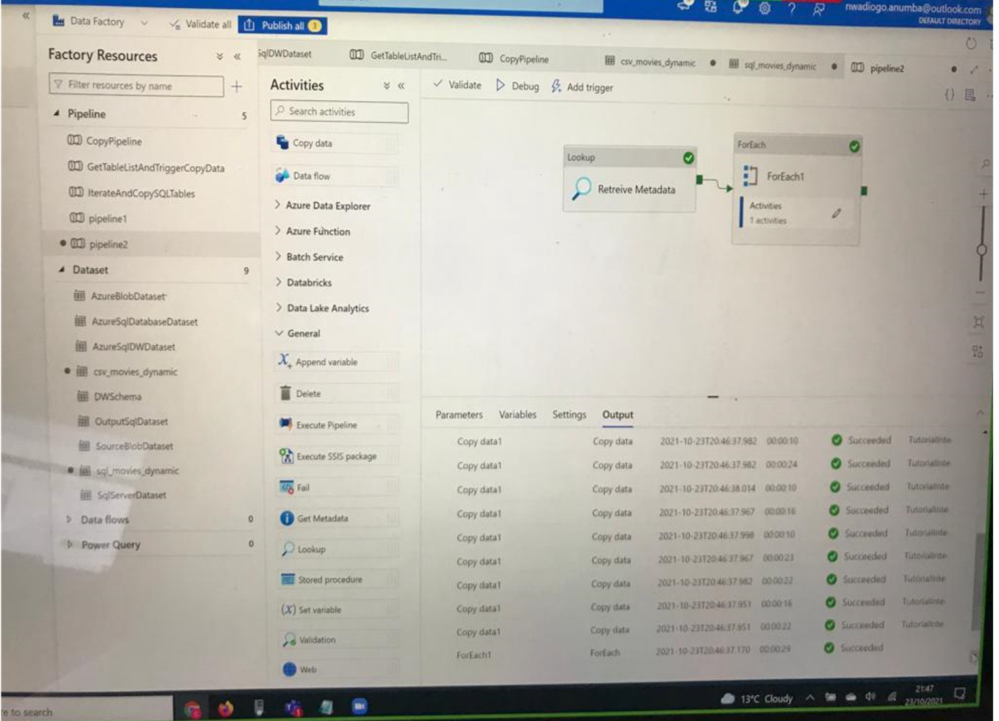 nwadiogo.anumba@outlook.com
DEFAULT DIRECTORY
Data Factory
Validate all
Publish all 3
Factory Resources
Filter resources by name
Pipeline 5
CopyPipeline
GetTableListAndTriggerCopyData
IterateAndCopySQLTables
pipeline1
pipeline2
Dataset 9
AzureBlobDataset
AzureSqlDatabaseDataset
AzureSqlDWDataset
csv_movies_dynamic
DWSchema
OutputSqlDataset
SourceBlobDataset
sql_movies_dynamic
SqlServerDataset
Data flows 0
Power Query 0
SqlDWDataset
GetTableListAndTri...
CopyPipeline
csv_movies_dynamic
sql_movies_dynamic
pipeline2
Activities
Search activities
Copy data
Data flow
Azure Data Explorer
Azure Function
Batch Service
Databricks
Data Lake Analytics
General
Append variable
Delete
Execute Pipeline
Execute SSIS package
Fail
Get Metadata
Lookup
Stored procedure
(X) Set variable
Validation
Web
Validate
Debug
Add trigger
Lookup
Retreive Metadata
ForEach
ForEach1
Activities
1 activities
Parameters Variables Settings Output
Copy data1 Copy data 2021-10-23T20:46:37.982 00:00:10 Succeeded TutorialInte
Copy data1 Copy data 2021-10-23T20:46:37.982 00:00:24 Succeeded TutorialInte
Copy data1 Copy data 2021-10-23T20:46:38.014 00:00:10 Succeeded TutorialInte
Copy data1 Copy data 2021-10-23T20:46:37.967 00:00:16 Succeeded TutorialInte
Copy data1 Copy data 2021-10-23T20:46:37.998 00:00:10 Succeeded TutorialInte
Copy data1 Copy data 2021-10-23T20:46:37.967 00:00:23 Succeeded TutorialInte
Copy data1 Copy data 2021-10-23T20:46:37.982 00:00:22 Succeeded TutorialInte
Copy data1 Copy data 2021-10-23T20:46:37.951 00:00:16 Succeeded TutorialInte
Copy data1 Copy data 2021-10-23T20:46:37.951 00:00:22 Succeeded TutorialInte
ForEach1 ForEach 2021-10-23T20:46:37.170 00:00:29 Succeeded
re to search
13°C Cloudy
21:47
23/10/2021